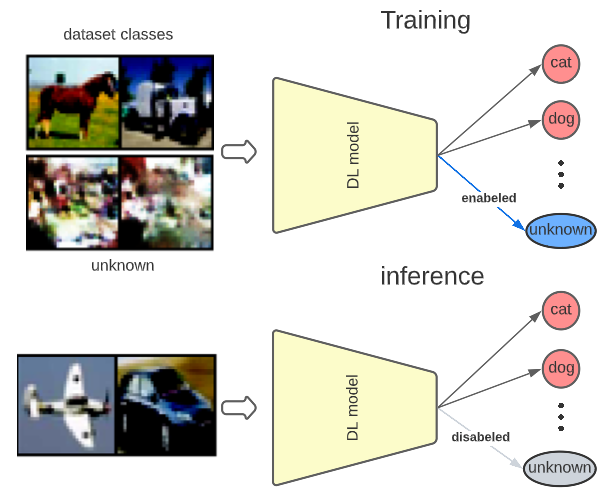 Training
dataset classes
cat
dog
DL model
enabeled
unknown
unknown
inference
cat
dog
DL model
disabeled
unknown